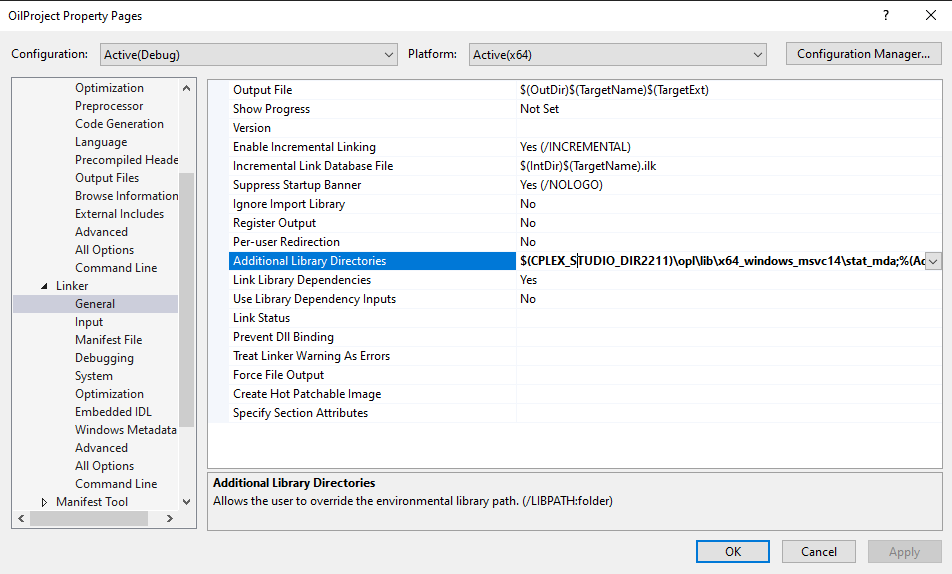 OilProject Property Pages
? 
Configuration: Active(Debug) Platform: Active(x64) Configuration Manager...
Optimization
Preprocessor
Code Generation
Language
Precompiled Heade
Output Files
Browse Information
External Includes
Advanced
All Options
Command Line
Linker
General
Input
Manifest File
Debugging
System
Optimization
Embedded IDL
Windows Metadata
Advanced
All Options
Command Line
Manifest Tool
Output File $(OutDir)$(TargetName)$(TargetExt)
Show Progress Not Set
Version
Enable Incremental Linking Yes (/INCREMENTAL)
Incremental Link Database File $(IntDir)$(TargetName).ilk
Suppress Startup Banner Yes (/NOLOGO)
Ignore Import Library No
Register Output No
Per-user Redirection No
Additional Library Directories $(CPLEX_STUDIO_DIR2211)\opl\lib\x64_windows_msvc14\stat_mda;%(Ac
Link Library Dependencies Yes
Use Library Dependency Inputs No
Link Status
Prevent Dll Binding
Treat Linker Warning As Errors
Force File Output
Create Hot Patchable Image
Specify Section Attributes
Additional Library Directories
Allows the user to override the environmental library path. (/LIBPATH:folder)
OK Cancel Apply